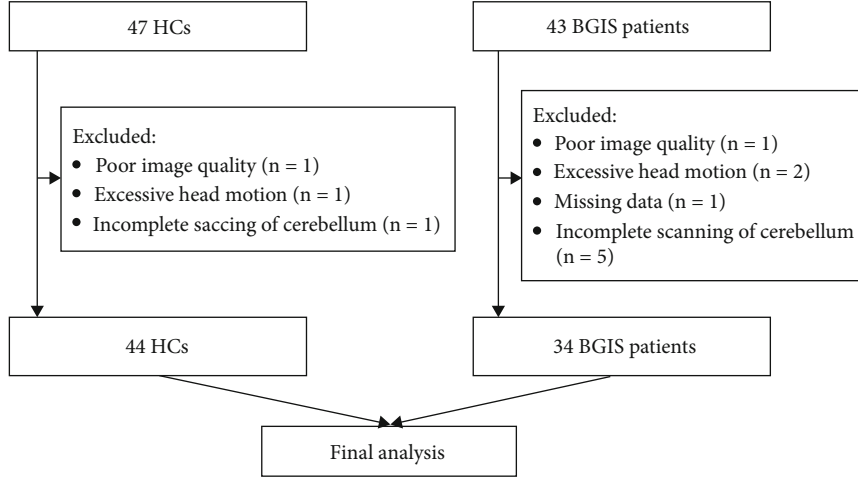 47 HCs
43 BGIS patients
Excluded:
• Poor image quality (n = 1)
• Excessive head motion (n = 1)
• Incomplete saccing of cerebellum (n = 1)
Excluded:
• Poor image quality (n = 1)
• Excessive head motion (n = 2)
• Missing data (n = 1)
• Incomplete scanning of cerebellum
(n = 5)
44 HCs
34 BGIS patients
Final analysis